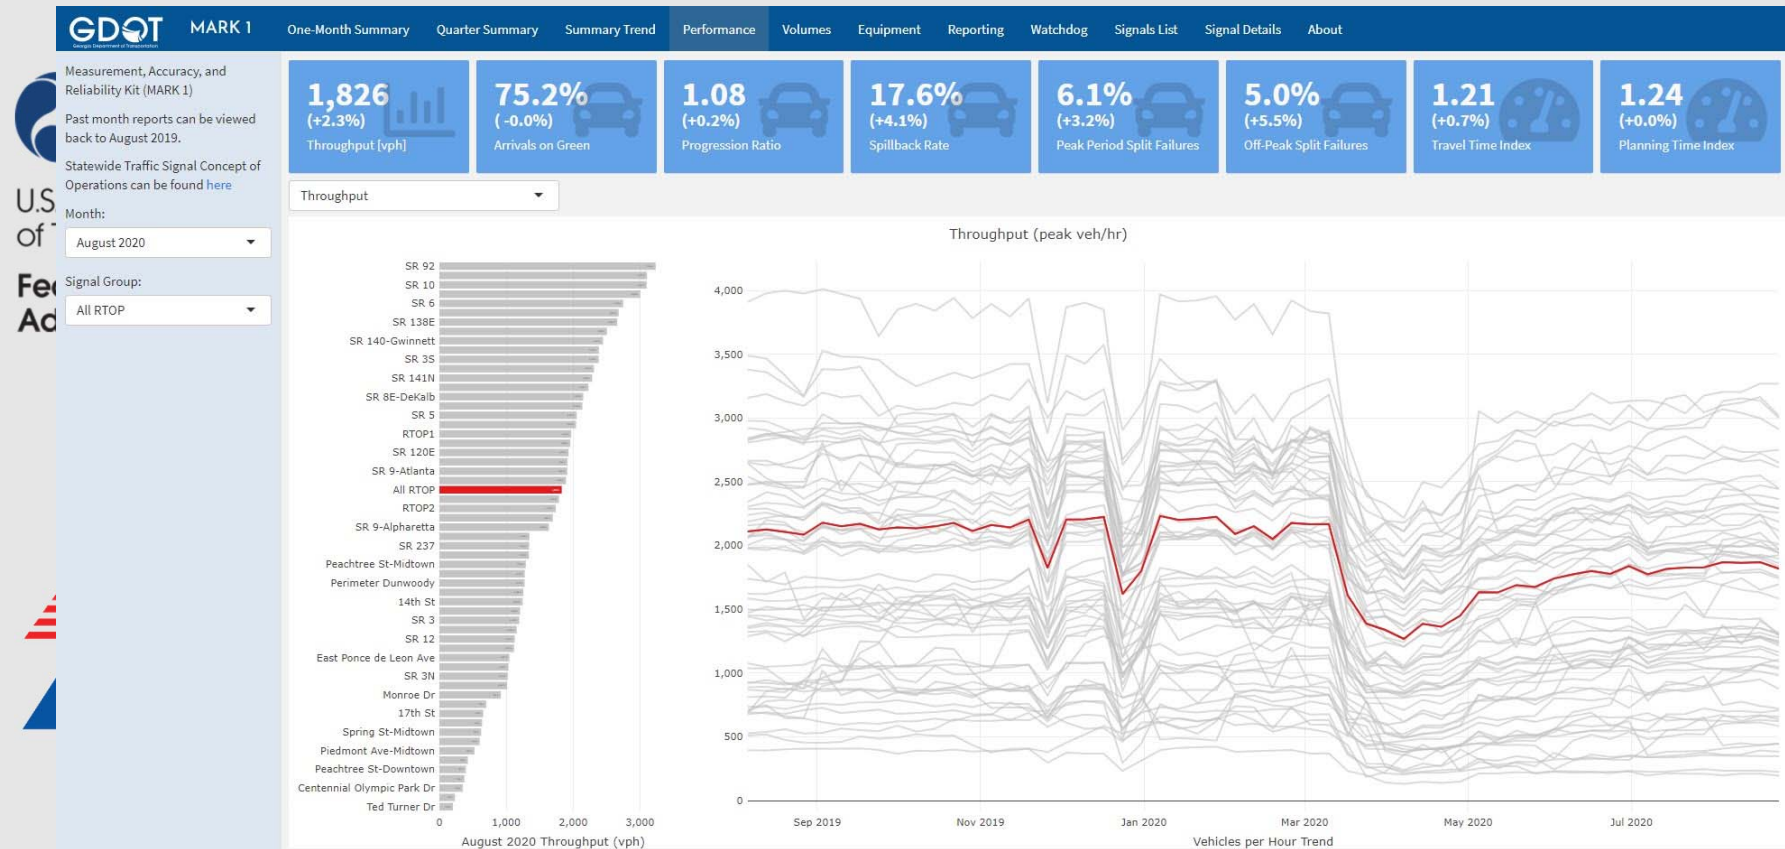 GDOT
Georgia Department of Transportation
MARK 1
One-Month Summary
Quarter Summary
Summary Trend
Performance
Volumes
Equipment
Reporting
Watchdog
Signals List
Signal Details
About
Measurement, Accuracy, and
Reliability Kit (MARK 1)
Past month reports can be viewed
back to August 2019.
Statewide Traffic Signal Concept of
Operations can be found here
Month:
August 2020
Signal Group:
All RTOP
U.S
of
Fe
Ad
1,826
(+2.3%)
Throughput [vph]
75.2%
( -0.0%)
Arrivals on Green
1.08
(+0.2%)
Progression Ratio
17.6%
(+4.1%)
Spillback Rate
6.1%
(+3.2%)
Peak Period Split Failures
5.0%
(+5.5%)
Off-Peak Split Failures
1.21
(+0.7%)
Travel Time Index
1.24
(+0.0%)
Planning Time Index
Throughput
Throughput (peak veh/hr)
SR 92
SR 10
SR 6
SR 138E
SR 140-Gwinnett
SR 3S
SR 141N
SR 8E-DeKalb
SR 5
RTOP1
SR 120E
SR 9-Atlanta
All RTOP
RTOP2
SR 9-Alpharetta
SR 237
Peachtree St-Midtown
Perimeter Dunwoody
14th St
SR 3
SR 12
East Ponce de Leon Ave
SR 3N
Monroe Dr
17th St
Spring St-Midtown
Piedmont Ave-Midtown
Peachtree St-Downtown
Centennial Olympic Park Dr
Ted Turner Dr
0
1,000
2,000
3,000
August 2020 Throughput (vph)
4,000
3,500
3,000
2,500
2,000
1,500
1,000
500
0
Sep 2019
Nov 2019
Jan 2020
Mar 2020
May 2020
Jul 2020
Vehicles per Hour Trend